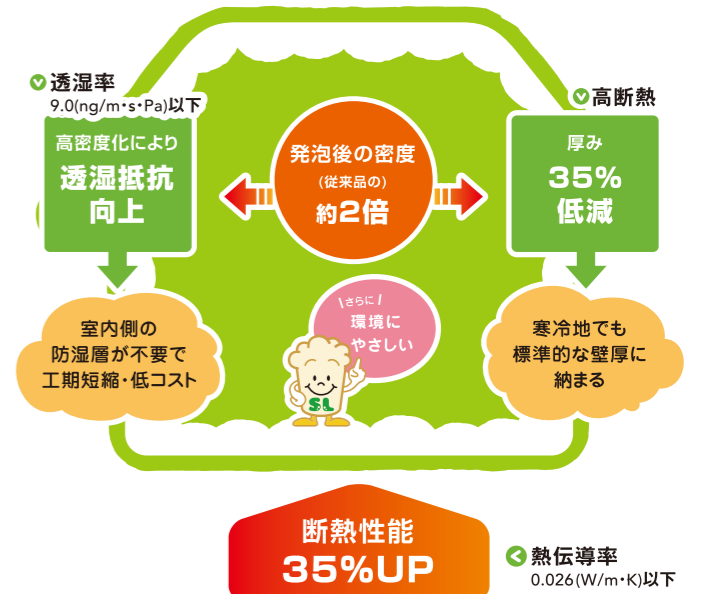 透湿率
9.0(ng/m・s・Pa)以下
高密度化により
透湿抵抗
向上
室内側の
防湿層が不要で
工期短縮・低コスト
発泡後の密度
(従来品の)
約2倍
さらに
環境に
やさしい
SL
高断熱
厚み
35%
低減
寒冷地でも
標準的な壁厚に
納まる
断熱性能
35%UP
熱伝導率
0.026(W/m・K)以下